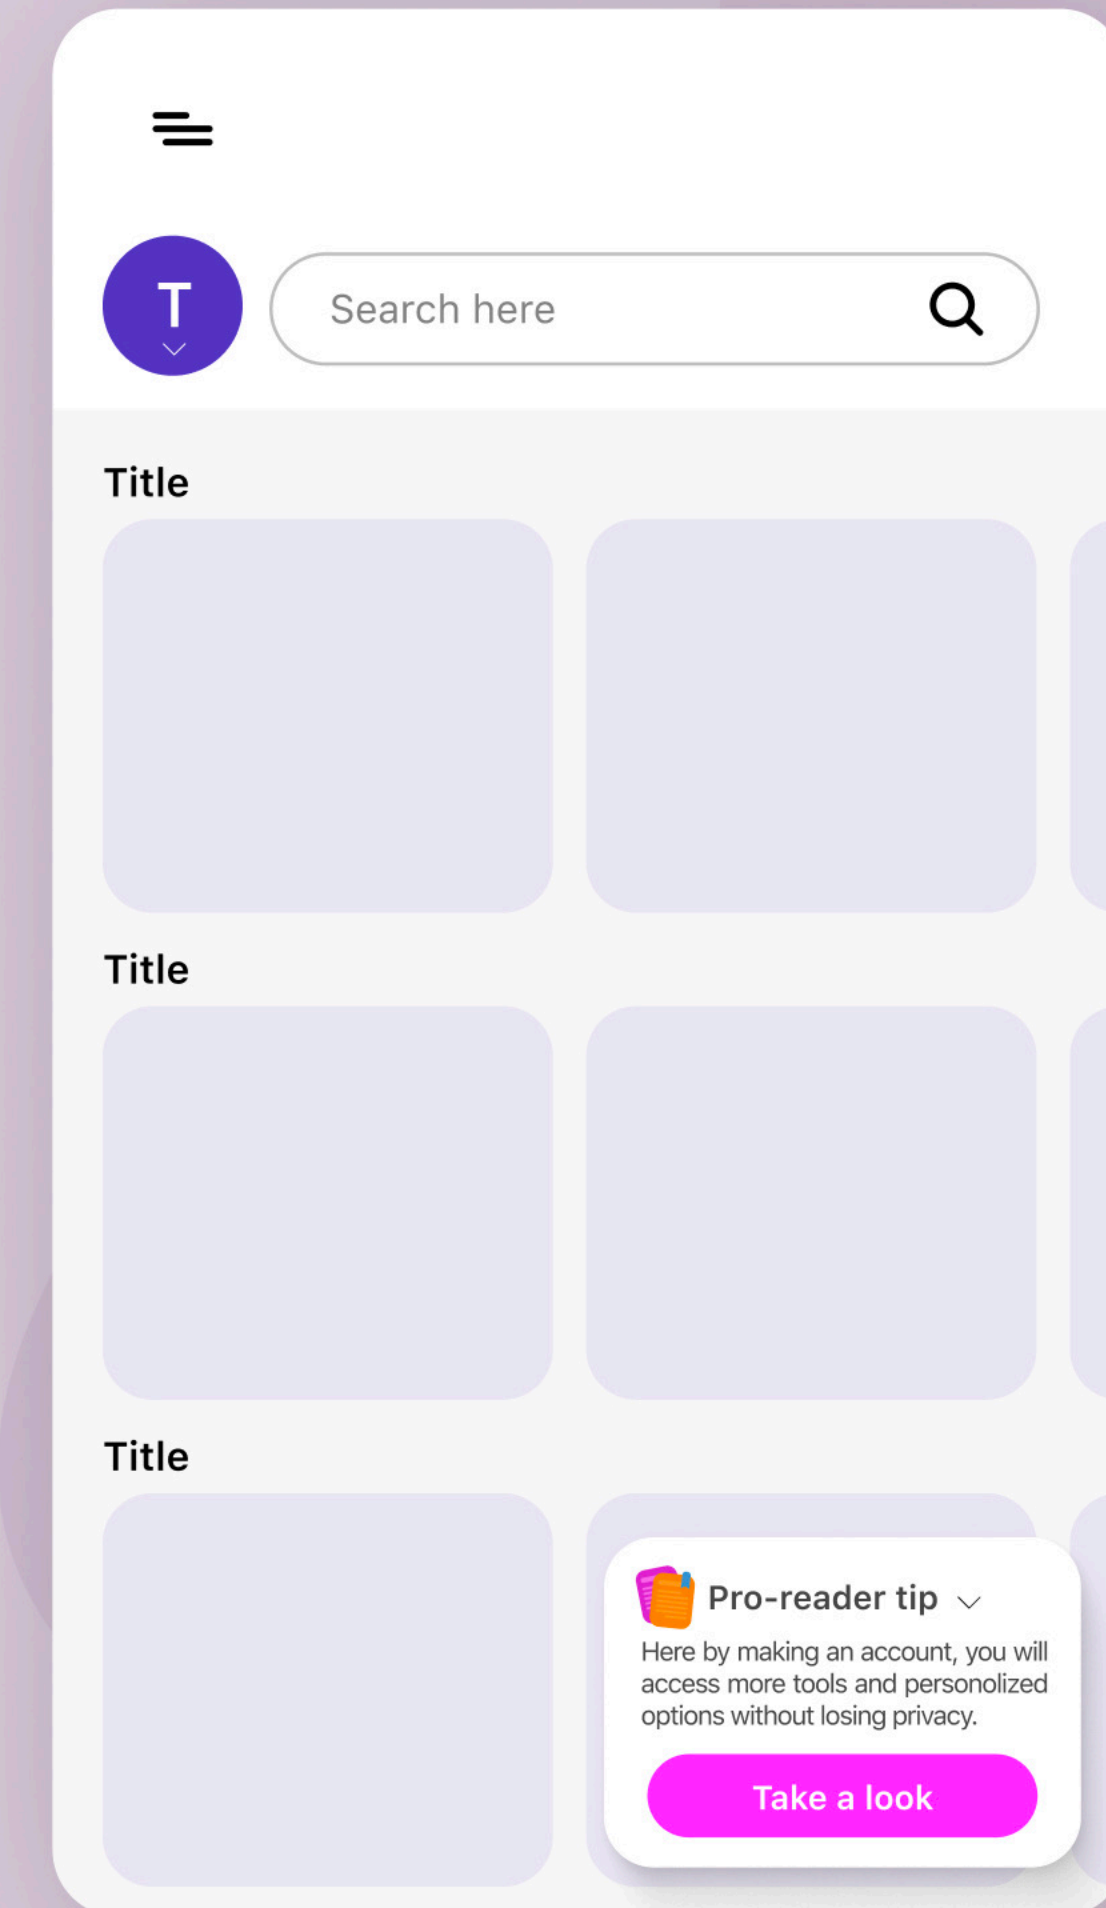 T
Search here
Title
Title
Title
Pro-reader tip
Here by making an account, you will
access more tools and personolized
options without losing privacy.
Take a look